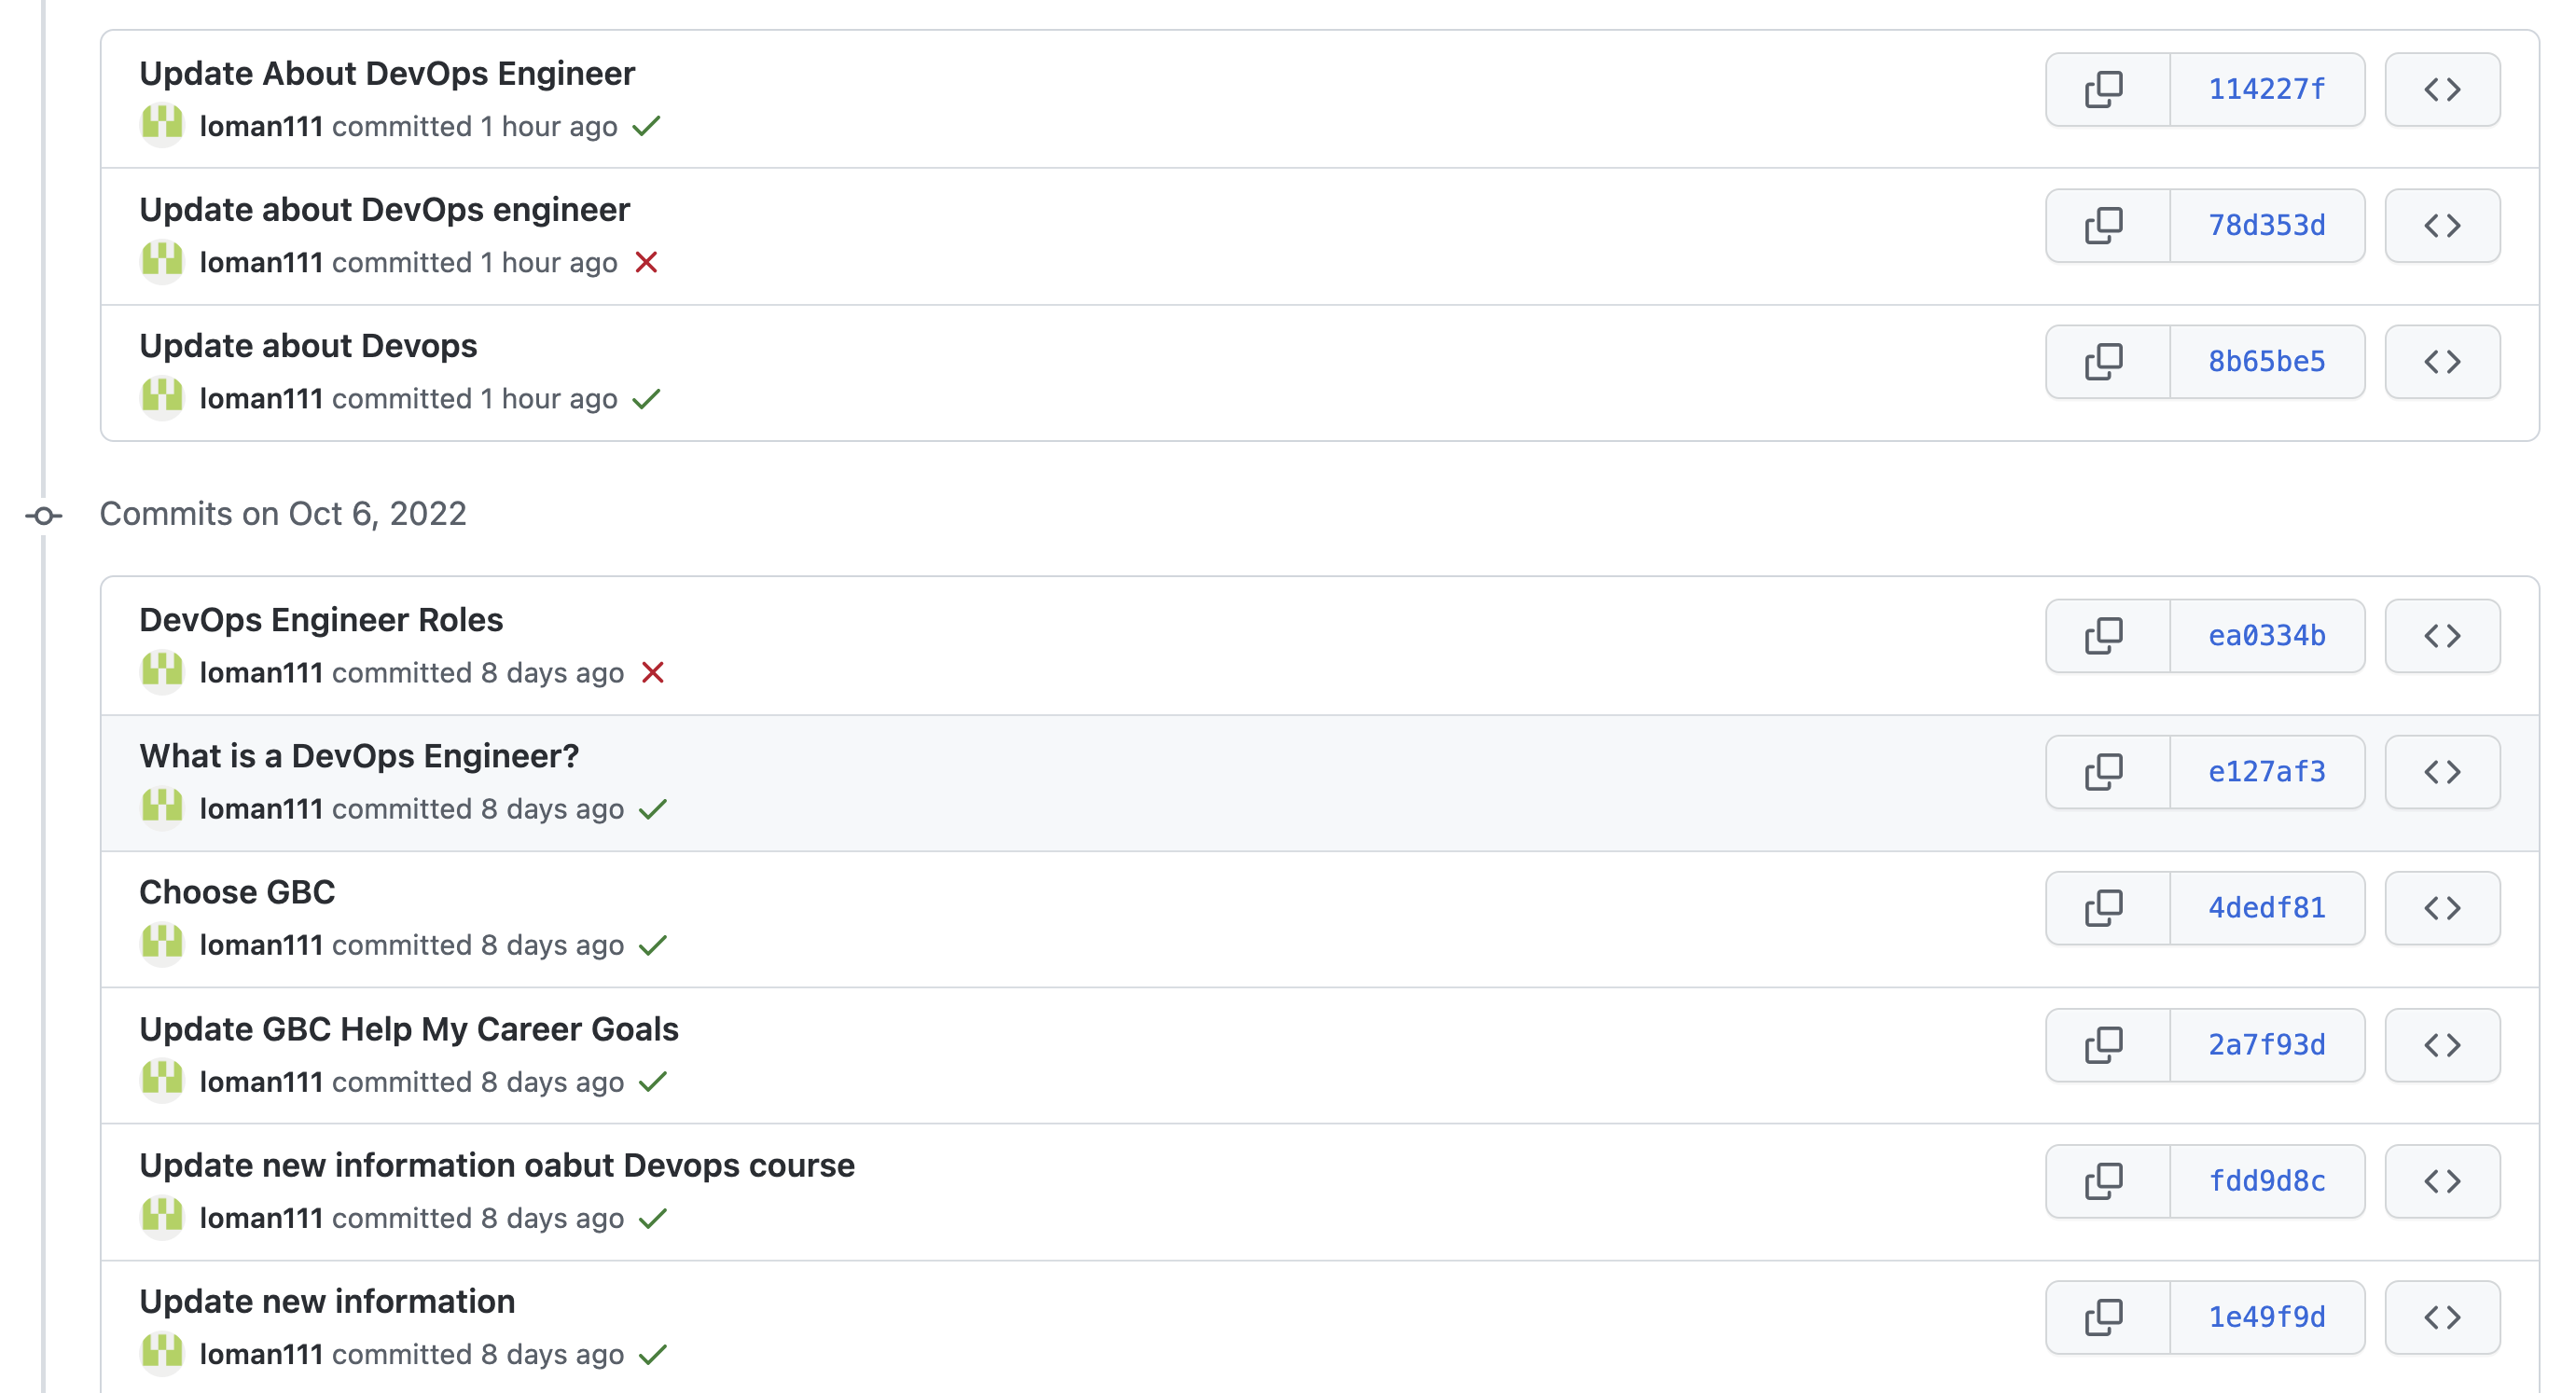 Update About DevOps Engineer
114227f
loman111 committed 1 hour ago
Update about DevOps engineer
78d353d
loman111 committed 1 hour ago
Update about Devops
8b65be5
loman111 committed 1 hour ago
Commits on Oct 6, 2022
DevOps Engineer Roles
ea0334b
loman111 committed 8 days ago
What is a DevOps Engineer?
e127af3
loman111 committed 8 days ago
Choose GBC
4dedf81
loman111 committed 8 days ago
Update GBC Help My Career Goals
2a7f93d
loman111 committed 8 days ago
Update new information oabut Devops course
fdd9d8c
loman111 committed 8 days ago
Update new information
1e49f9d
loman111 committed 8 days ago